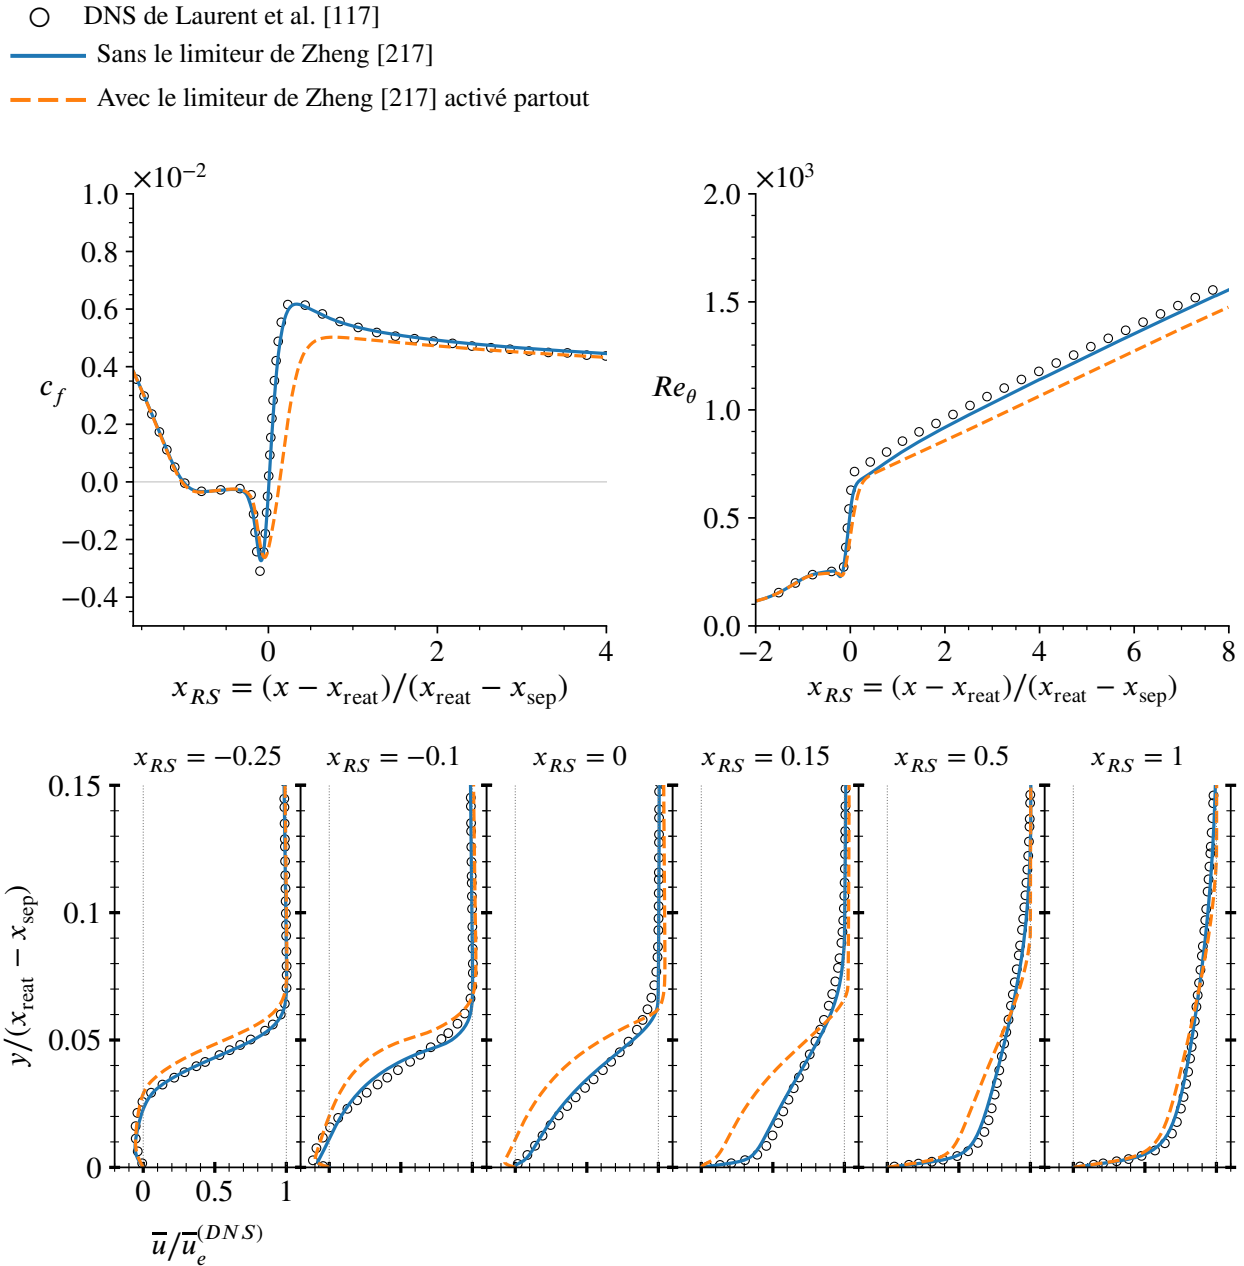 DNS de Laurent et al. [117]
Sans le limiteur de Zheng [217]
Avec le limiteur de Zheng [217] activé partout
×10⁻²
1.0
0.8
0.6
0.4
0.2
0.0
−0.2
−0.4
c_f
0 2 4
x_RS = (x − x_reat)/(x_reat − x_sep)
×10³
2.0
1.5
1.0
0.5
0.0
Re_θ
−2 0 2 4 6 8
x_RS = (x − x_reat)/(x_reat − x_sep)
x_RS = −0.25 x_RS = −0.1 x_RS = 0 x_RS = 0.15 x_RS = 0.5 x_RS = 1
0.15
0.1
0.05
0
y/(x_reat − x_sep)
0 0.5 1
u̅/u̅_e^(DNS)